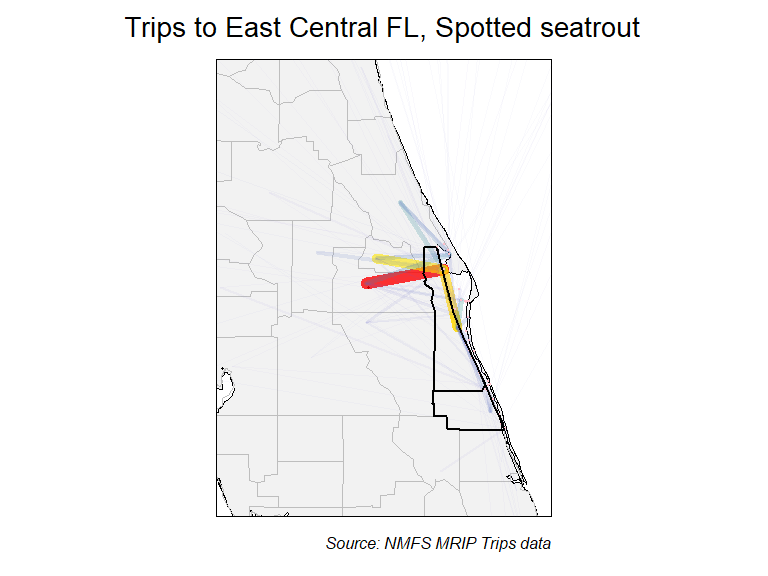 Trips to East Central FL, Spotted seatrout
Source: NMFS MRIP Trips data